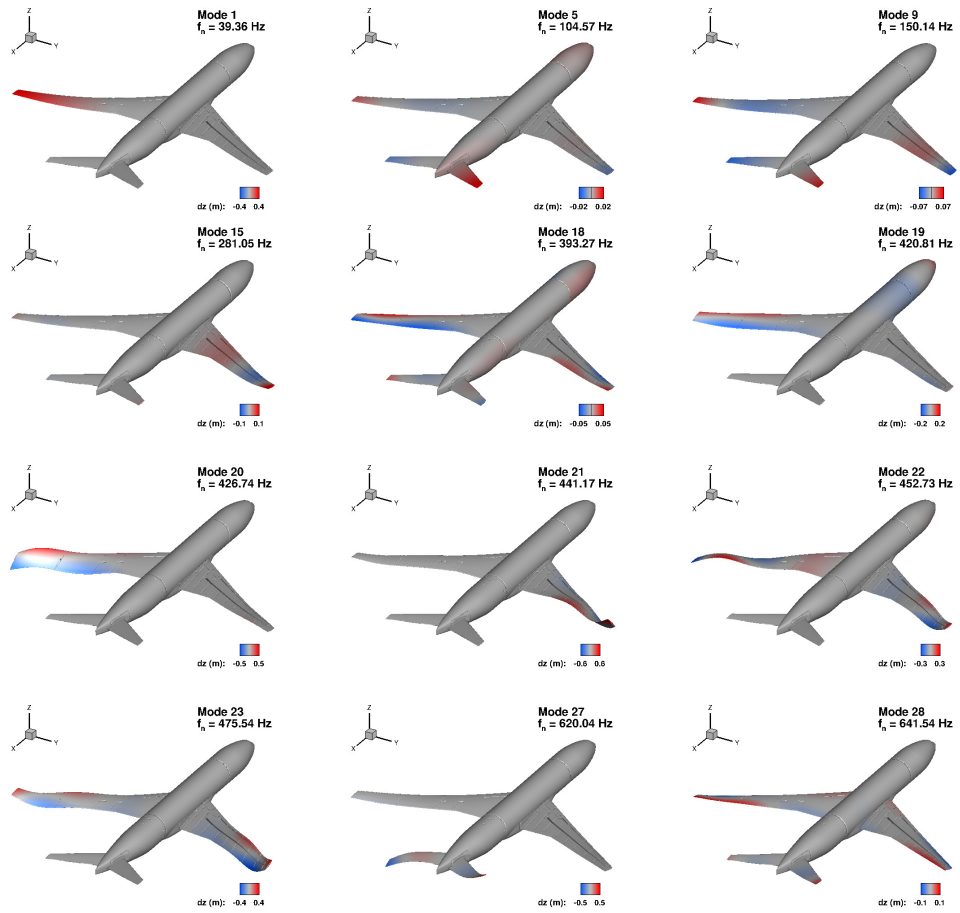 Mode 1
fn = 39.36 Hz
Z
X
Y
dz (m): -0.4 0.4
Mode 5
fn = 104.57 Hz
Z
X
Y
dz (m): -0.02 0.02
Mode 9
fn = 150.14 Hz
Z
X
Y
dz (m): -0.07 0.07
Mode 15
fn = 281.05 Hz
Z
X
Y
dz (m): -0.1 0.1
Mode 18
fn = 393.27 Hz
Z
X
Y
dz (m): -0.05 0.05
Mode 19
fn = 420.81 Hz
Z
X
Y
dz (m): -0.2 0.2
Mode 20
fn = 426.74 Hz
Z
X
Y
dz (m): -0.5 0.5
Mode 21
fn = 441.17 Hz
Z
X
Y
dz (m): -0.6 0.6
Mode 22
fn = 452.73 Hz
Z
X
Y
dz (m): -0.3 0.3
Mode 23
fn = 475.54 Hz
Z
X
Y
dz (m): -0.4 0.4
Mode 27
fn = 620.04 Hz
Z
X
Y
dz (m): -0.5 0.5
Mode 28
fn = 641.54 Hz
Z
X
Y
dz (m): -0.1 0.1